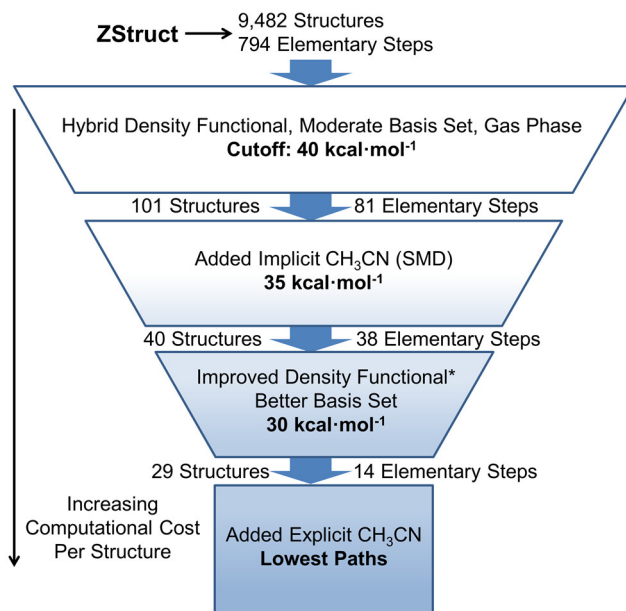 ZStruct
9,482 Structures
794 Elementary Steps
Hybrid Density Functional, Moderate Basis Set, Gas Phase
Cutoff: 40 kcal·mol⁻¹
101 Structures
81 Elementary Steps
Added Implicit CH₃CN (SMD)
35 kcal·mol⁻¹
40 Structures
38 Elementary Steps
Improved Density Functional*
Better Basis Set
30 kcal·mol⁻¹
29 Structures
14 Elementary Steps
Increasing
Computational Cost
Per Structure
Added Explicit CH₃CN
Lowest Paths